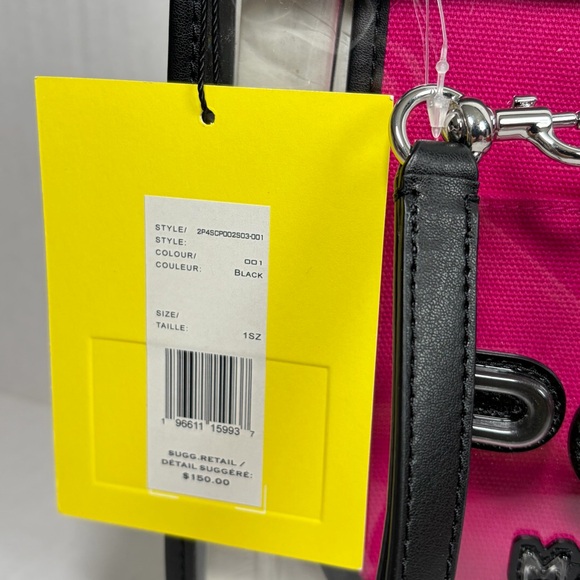 STYLE/ 2P4SCP002S03-001
STYLE:
COLOUR/ 001
COULEUR: BLACK
SIZE/
TAILLE: 1SZ
1 96611 15993 7
SUGG.RETAIL/
DÉTAIL SUGGÉRÉ:
$150.00
M